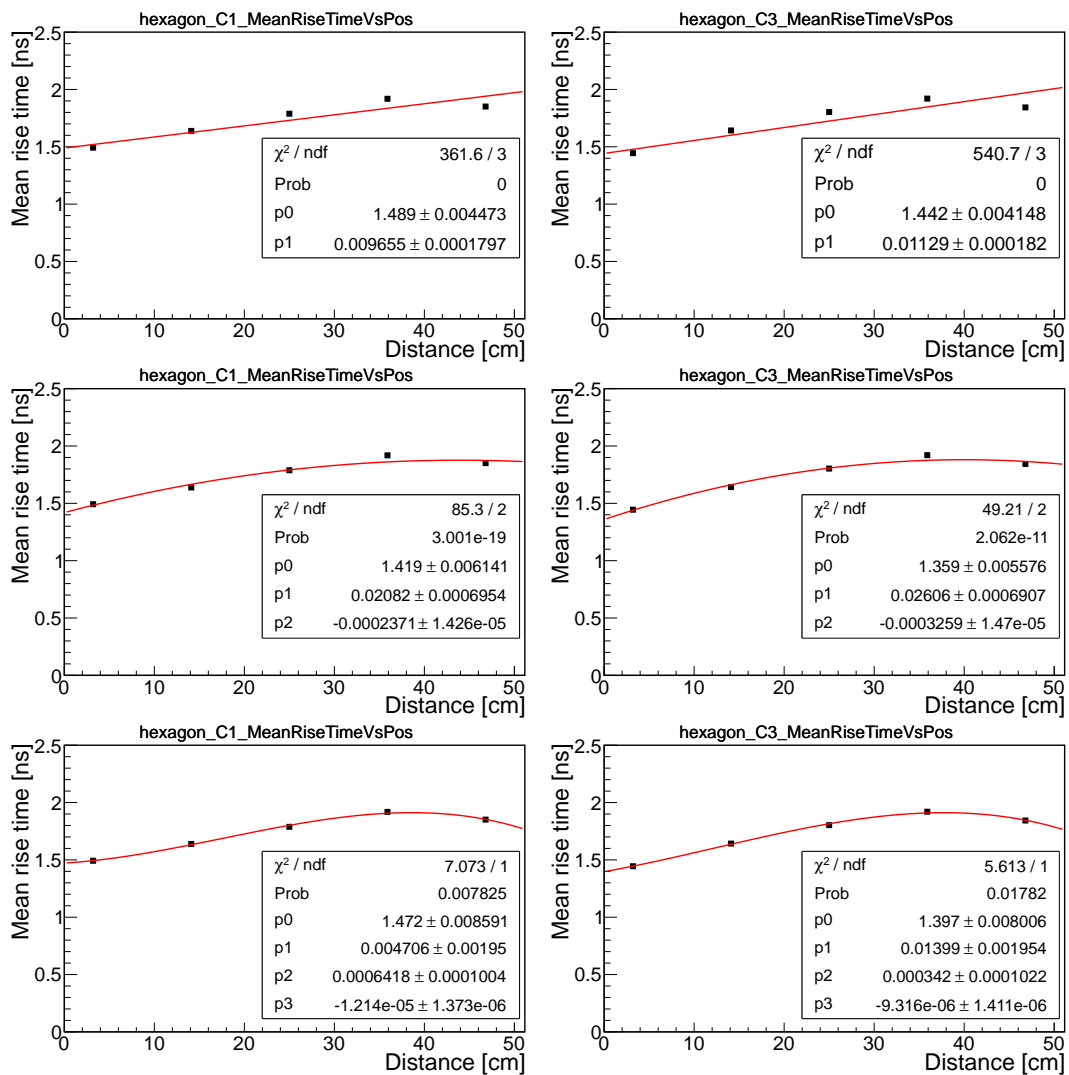 hexagon_C1_MeanRiseTimeVsPos
Mean rise time [ns]
2.5
2
1.5
1
0.5
0
χ² / ndf 361.6 / 3
Prob 0
p0 1.489 ± 0.004473
p1 0.009655 ± 0.0001797
0 10 20 30 40 50
Distance [cm]
hexagon_C3_MeanRiseTimeVsPos
Mean rise time [ns]
2.5
2
1.5
1
0.5
0
χ² / ndf 540.7 / 3
Prob 0
p0 1.442 ± 0.004148
p1 0.01129 ± 0.000182
0 10 20 30 40 50
Distance [cm]
hexagon_C1_MeanRiseTimeVsPos
Mean rise time [ns]
2.5
2
1.5
1
0.5
0
χ² / ndf 85.3 / 2
Prob 3.001e-19
p0 1.419 ± 0.006141
p1 0.02082 ± 0.0006954
p2 -0.0002371 ± 1.426e-05
0 10 20 30 40 50
Distance [cm]
hexagon_C3_MeanRiseTimeVsPos
Mean rise time [ns]
2.5
2
1.5
1
0.5
0
χ² / ndf 49.21 / 2
Prob 2.062e-11
p0 1.359 ± 0.005576
p1 0.02606 ± 0.0006907
p2 -0.0003259 ± 1.47e-05
0 10 20 30 40 50
Distance [cm]
hexagon_C1_MeanRiseTimeVsPos
Mean rise time [ns]
2.5
2
1.5
1
0.5
0
χ² / ndf 7.073 / 1
Prob 0.007825
p0 1.472 ± 0.008591
p1 0.004706 ± 0.00195
p2 0.0006418 ± 0.0001004
p3 -1.214e-05 ± 1.373e-06
0 10 20 30 40 50
Distance [cm]
hexagon_C3_MeanRiseTimeVsPos
Mean rise time [ns]
2.5
2
1.5
1
0.5
0
χ² / ndf 5.613 / 1
Prob 0.01782
p0 1.397 ± 0.008006
p1 0.01399 ± 0.001954
p2 0.000342 ± 0.0001022
p3 -9.316e-06 ± 1.411e-06
0 10 20 30 40 50
Distance [cm]